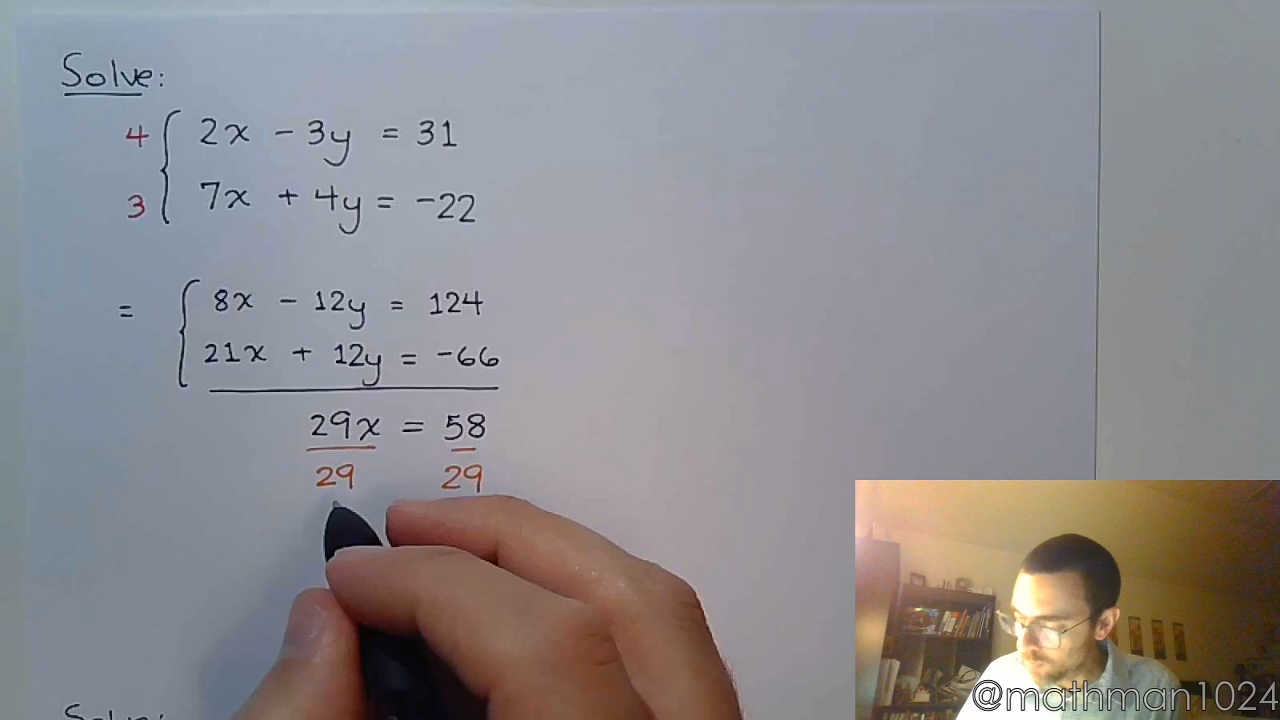 Solve:
4 { 2x - 3y = 31
3 { 7x + 4y = -22
= { 8x - 12y = 124
21x + 12y = -66
29x = 58
29 29
Solve:
@mathman1024